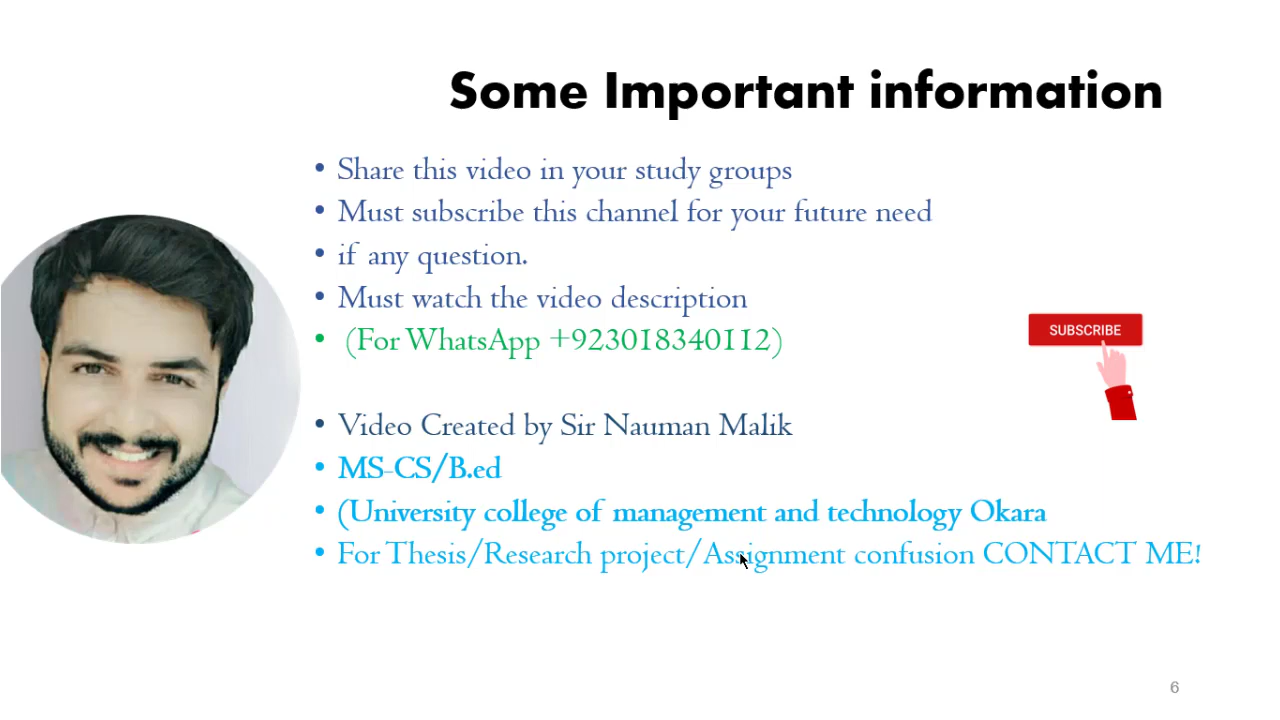 Some Important information
• Share this video in your study groups
• Must subscribe this channel for your future need
• if any question.
• Must watch the video description
• (For WhatsApp +923018340112)
SUBSCRIBE
• Video Created by Sir Nauman Malik
• MS-CS/B.ed
• (University college of management and technology Okara
• For Thesis/Research project/Assignment confusion CONTACT ME!
6